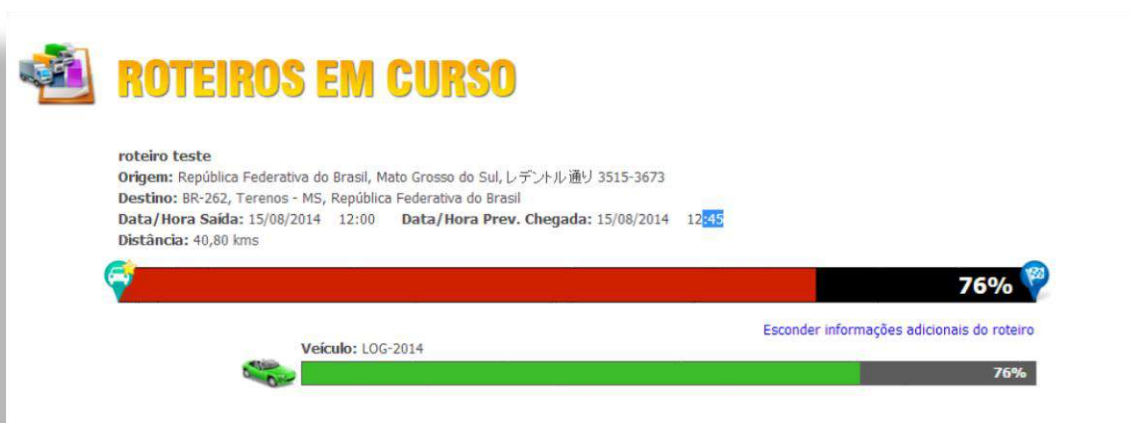 ROTEIROS EM CURSO
roteiro teste
Origem: República Federativa do Brasil, Mato Grosso do Sul, レデントル通り 3515-3673
Destino: BR-262, Terenos - MS, República Federativa do Brasil
Data/Hora Saída: 15/08/2014 12:00 Data/Hora Prev. Chegada: 15/08/2014 12:45
Distância: 40,80 kms
76%
Esconder informações adicionais do roteiro
Veículo: LOG-2014
76%